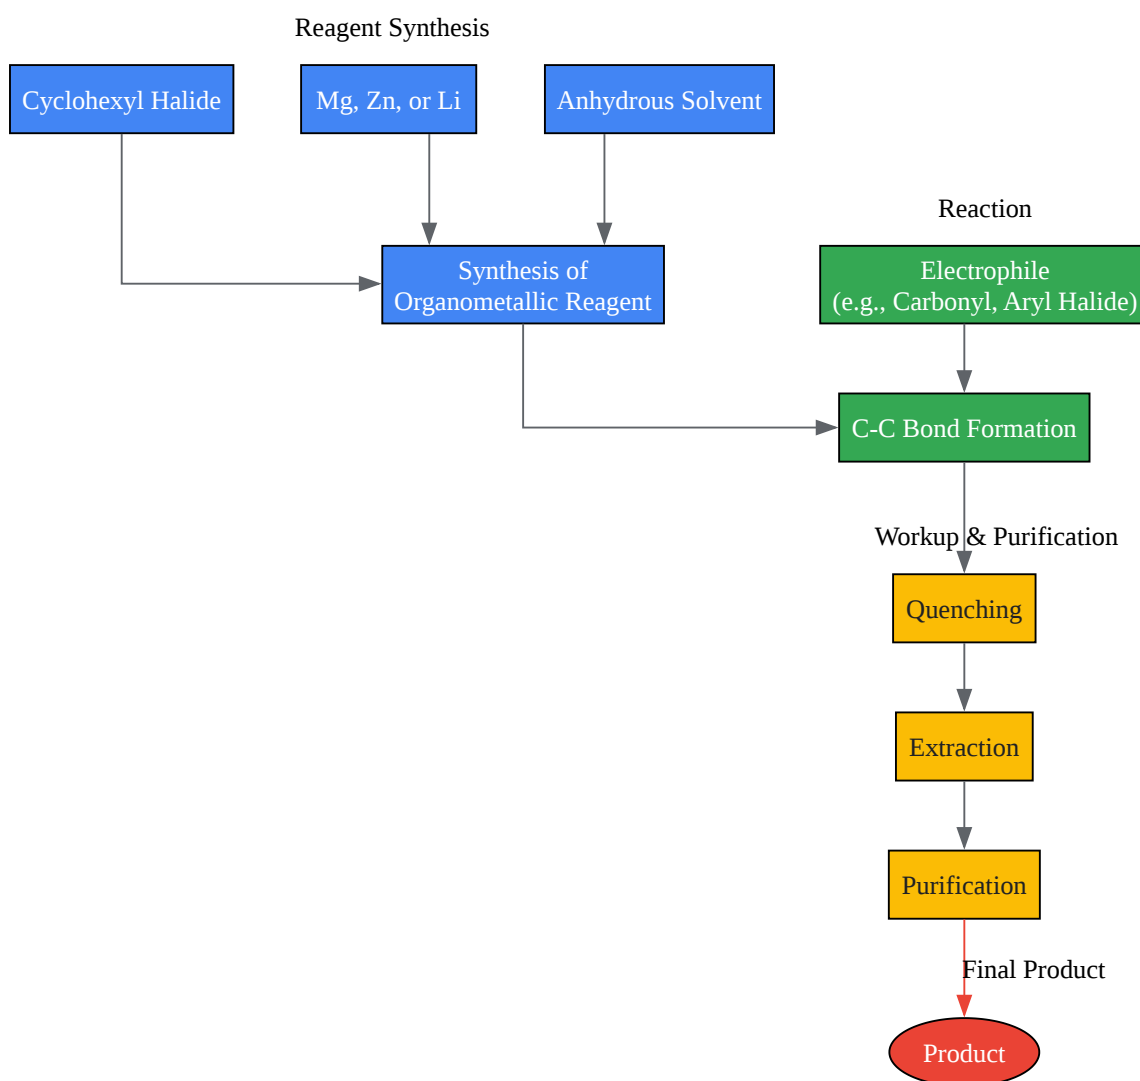 Reagent Synthesis
Cyclohexyl Halide
Mg, Zn, or Li
Anhydrous Solvent
Reaction
Synthesis of
Organometallic Reagent
Electrophile
(e.g., Carbonyl, Aryl Halide)
C-C Bond Formation
Workup & Purification
Quenching
Extraction
Purification
Final Product
Product